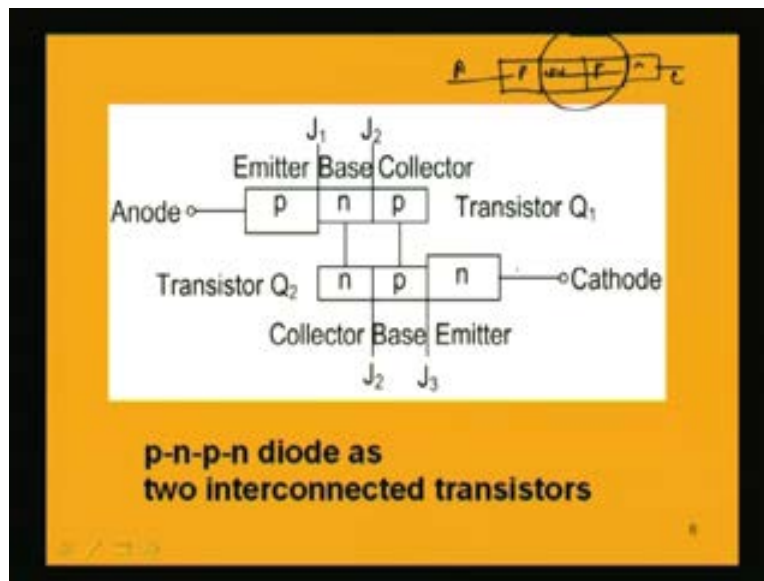 A P n C
J₁ J₂
Emitter Base Collector
Anode p n p Transistor Q₁
Transistor Q₂ n p n Cathode
Collector Base Emitter
J₂ J₃
p-n-p-n diode as
two interconnected transistors